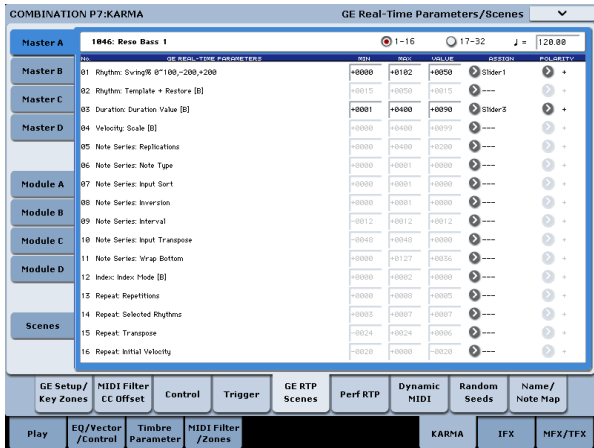 COMBINATION P7:KARMA GE Real-Time Parameters/Scenes
Master A 1046: Reso Bass 1 1-16 17-32 ♩ = 120.00
No. GE REAL-TIME PARAMETERS MIN MAX VALUE ASSIGN POLARITY
01 Rhythm: Swing% 0~100,-200,+200 +0000 +0102 +0050 Slider1 +
Master B
02 Rhythm: Template + Restore [B] +0015 +0050 +0015 --- +
Master C
03 Duration: Duration Value [B] +0001 +0400 +0090 Slider3 +
Master D
04 Velocity: Scale [B] +0000 +0400 +0099 --- +
05 Note Series: Replications +0000 +0400 +0200 --- +
06 Note Series: Note Type +0000 +0001 +0000 --- +
Module A 07 Note Series: Input Sort +0000 +0001 +0000 --- +
Module B 08 Note Series: Inversion +0000 +0001 +0000 --- +
09 Note Series: Interval -0012 +0012 +0012 --- +
Module C 10 Note Series: Input Transpose -0048 +0048 +0000 --- +
11 Note Series: Wrap Bottom +0000 +0127 +0036 --- +
Module D
12 Index: Index Mode [B] +0000 +0002 +0000 --- +
13 Repeat: Repetitions +0000 +0008 +0005 --- +
Scenes 14 Repeat: Selected Rhythms +0003 +0007 +0007 --- +
15 Repeat: Transpose -0024 +0024 +0006 --- +
16 Repeat: Initial Velocity -0020 +0000 -0020 --- +
GE Setup/ Key Zones MIDI Filter CC Offset Control Trigger GE RTP Scenes Perf RTP Dynamic MIDI Random Seeds Name/ Note Map
Play EQ/Vector /Control Timbre Parameter MIDI Filter /Zones KARMA IFX MFX/TFX